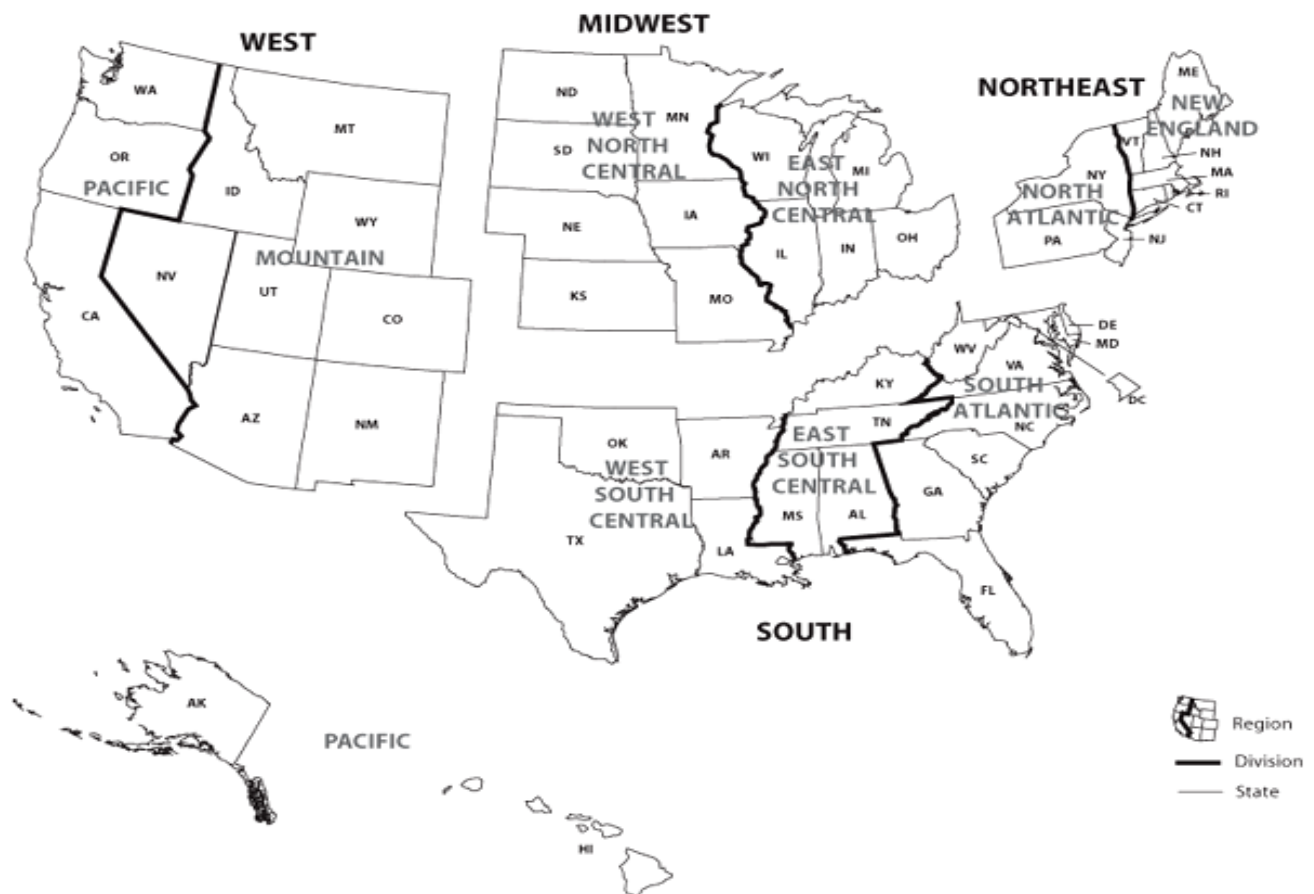 WEST
MIDWEST
NORTHEAST
WA
MT
OR
PACIFIC
ID
WY
MOUNTAIN
NV
UT
CO
CA
AZ
NM
ND
MN
WEST
NORTH
CENTRAL
SD
IA
NE
KS
MO
WI
MI
EAST
NORTH
CENTRAL
IL
IN
OH
ME
NEW
ENGLAND
VT
NH
NY
MA
NORTH
ATLANTIC
RI
CT
PA
NJ
DE
MD
WV
VA
KY
SOUTH
ATLANTIC
DC
NC
TN
EAST
SOUTH
CENTRAL
SC
GA
MS
AL
FL
OK
AR
WEST
SOUTH
CENTRAL
TX
LA
SOUTH
AK
PACIFIC
HI
Region
Division
State